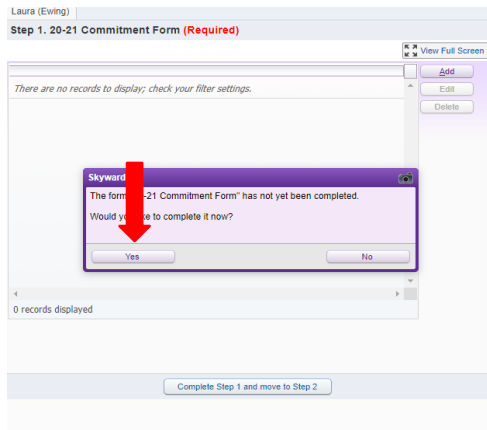 Laura (Ewing)
Step 1. 20-21 Commitment Form (Required)
View Full Screen
Add
There are no records to display; check your filter settings.
Edit
Delete
Skyward
The form -21 Commitment Form" has not yet been completed.
Would yo ke to complete it now?
Yes
No
0 records displayed
Complete Step 1 and move to Step 2